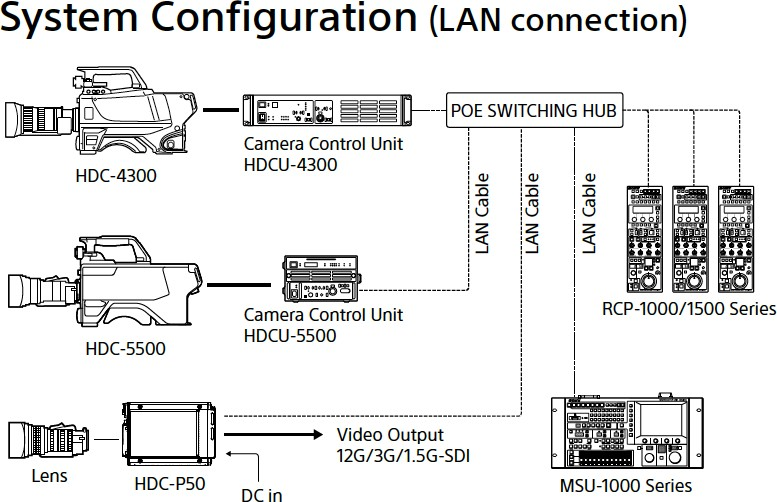 System Configuration (LAN connection)
POE SWITCHING HUB
Camera Control Unit
HDCU-4300
HDC-4300
LAN Cable
LAN Cable
LAN Cable
RCP-1000/1500 Series
Camera Control Unit
HDCU-5500
HDC-5500
Video Output
12G/3G/1.5G-SDI
Lens
HDC-P50
DC in
MSU-1000 Series